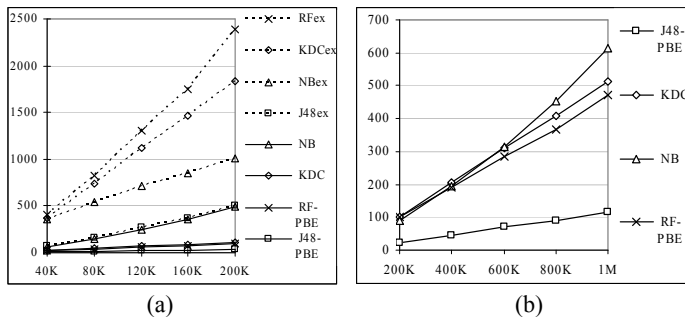 2500
2000
1500
1000
500
0
40K 80K 120K 160K 200K
RFex
KDCex
NBex
J48ex
NB
KDC
RF-
PBE
J48-
PBE
(a)
700
600
500
400
300
200
100
0
200K 400K 600K 800K 1M
J48-
PBE
KDC
NB
RF-
PBE
(b)